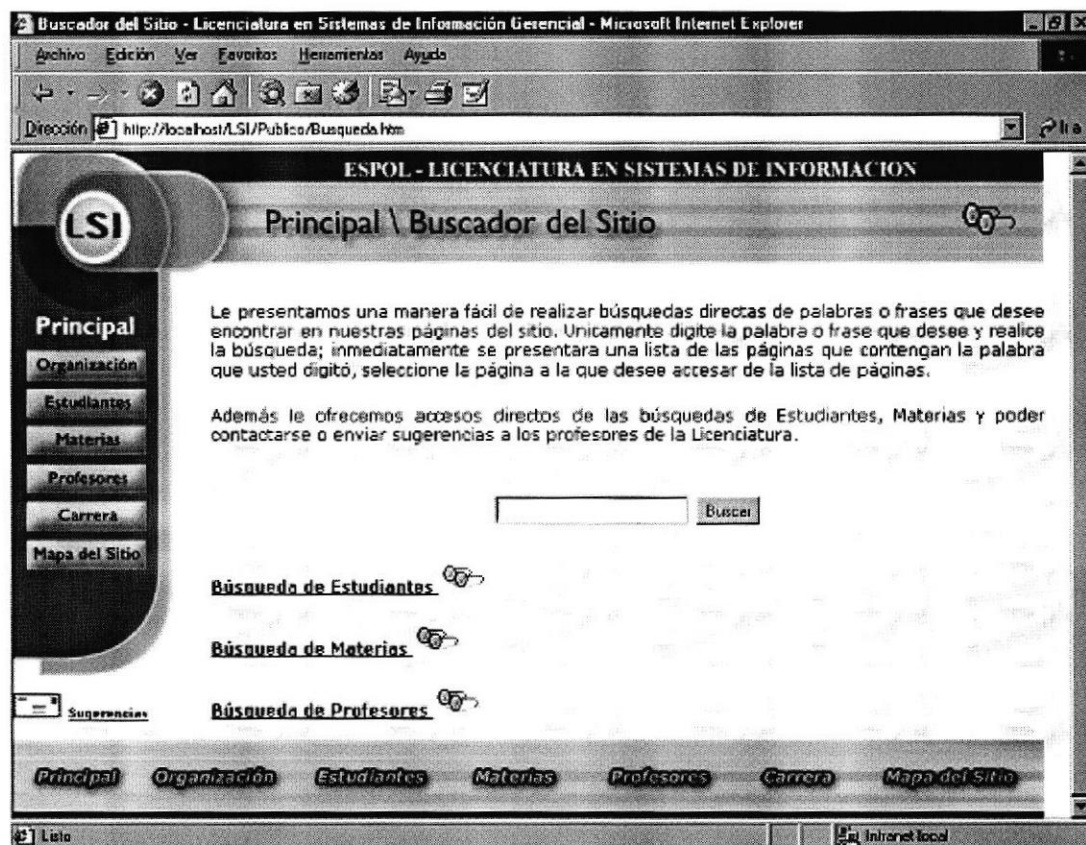 Buscador del Sitio - Licenciatura en Sistemas de Información Gerencial - Microsoft Internet Explorer
Archivo Edición Ver Favoritos Herramientas Ayuda
Dirección http://localhost/LSI/Publico/Busqueda.htm Ir a
ESPOL - LICENCIATURA EN SISTEMAS DE INFORMACION
LSI
Principal \ Buscador del Sitio
Principal
Organización
Estudiantes
Materias
Profesores
Carrera
Mapa del Sitio
Sugerencias
Le presentamos una manera fácil de realizar búsquedas directas de palabras o frases que desee
encontrar en nuestras páginas del sitio. Unicamente digite la palabra o frase que desee y realice
la búsqueda; inmediatamente se presentara una lista de las páginas que contengan la palabra
que usted digitó, seleccione la página a la que desee accesar de la lista de páginas.
Además le ofrecemos accesos directos de las búsquedas de Estudiantes, Materias y poder
contactarse o enviar sugerencias a los profesores de la Licenciatura.
Buscar
Búsqueda de Estudiantes
Búsqueda de Materias
Búsqueda de Profesores
Principal Organización Estudiantes Materias Profesores Carrera Mapa del Sitio
Listo Intranet local